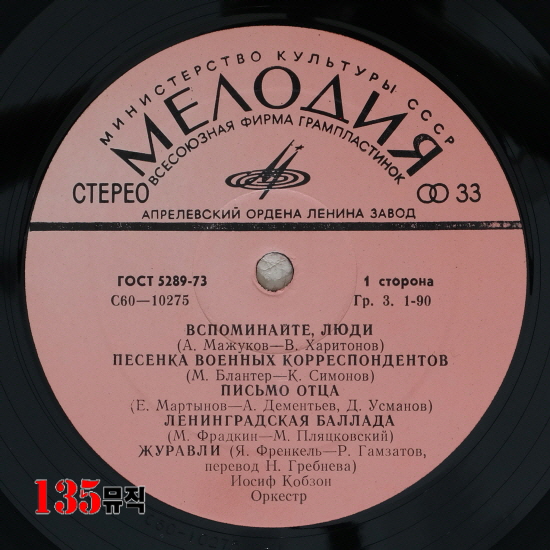 МИНИСТЕРСТВО КУЛЬТУРЫ СССР
МЕЛОДИЯ
ВСЕСОЮЗНАЯ ФИРМА ГРАМПЛАСТИНОК
СТЕРЕО 33
АПРЕЛЕВСКИЙ ОРДЕНА ЛЕНИНА ЗАВОД
ГОСТ 5289-73 1 сторона
С60—10275 Гр. 3. 1-90
ВСПОМИНАЙТЕ, ЛЮДИ
(А. Мажуков—В. Харитонов)
ПЕСЕНКА ВОЕННЫХ КОРРЕСПОНДЕНТОВ
(М. Блантер—К. Симонов)
ПИСЬМО ОТЦА
(Е. Мартынов—А. Дементьев, Д. Усманов)
ЛЕНИНГРАДСКАЯ БАЛЛАДА
(М. Фрадкин—М. Пляцковский)
ЖУРАВЛИ (Я. Френкель—Р. Гамзатов,
перевод Н. Гребнева)
Иосиф Кобзон
Оркестр
135뮤직